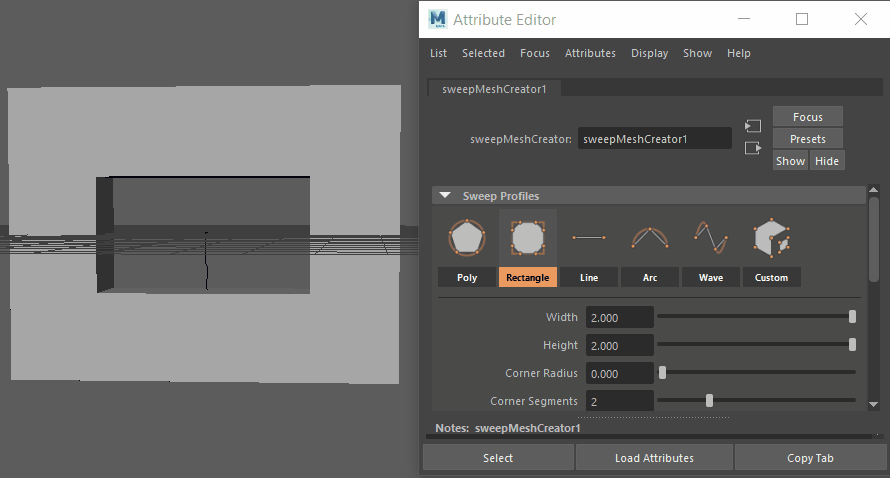 Attribute Editor
List Selected Focus Attributes Display Show Help
sweepMeshCreator1
Focus
sweepMeshCreator: sweepMeshCreator1
Presets
Show Hide
Sweep Profiles
Poly Rectangle Line Arc Wave Custom
Width 2.000
Height 2.000
Corner Radius 0.000
Corner Segments 2
Notes: sweepMeshCreator1
Select Load Attributes Copy Tab